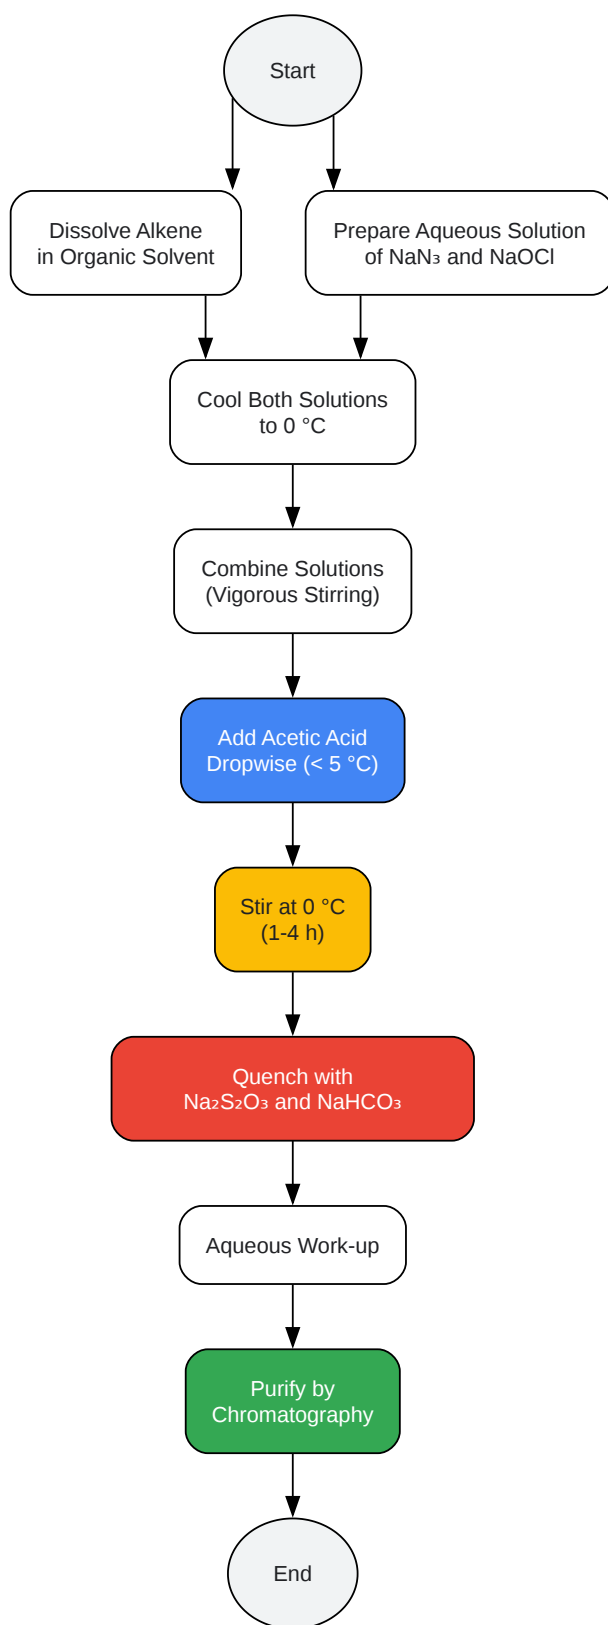 Start
Dissolve Alkene
in Organic Solvent
Prepare Aqueous Solution
of NaN₃ and NaOCl
Cool Both Solutions
to 0 °C
Combine Solutions
(Vigorous Stirring)
Add Acetic Acid
Dropwise (< 5 °C)
Stir at 0 °C
(1-4 h)
Quench with
Na₂S₂O₃ and NaHCO₃
Aqueous Work-up
Purify by
Chromatography
End